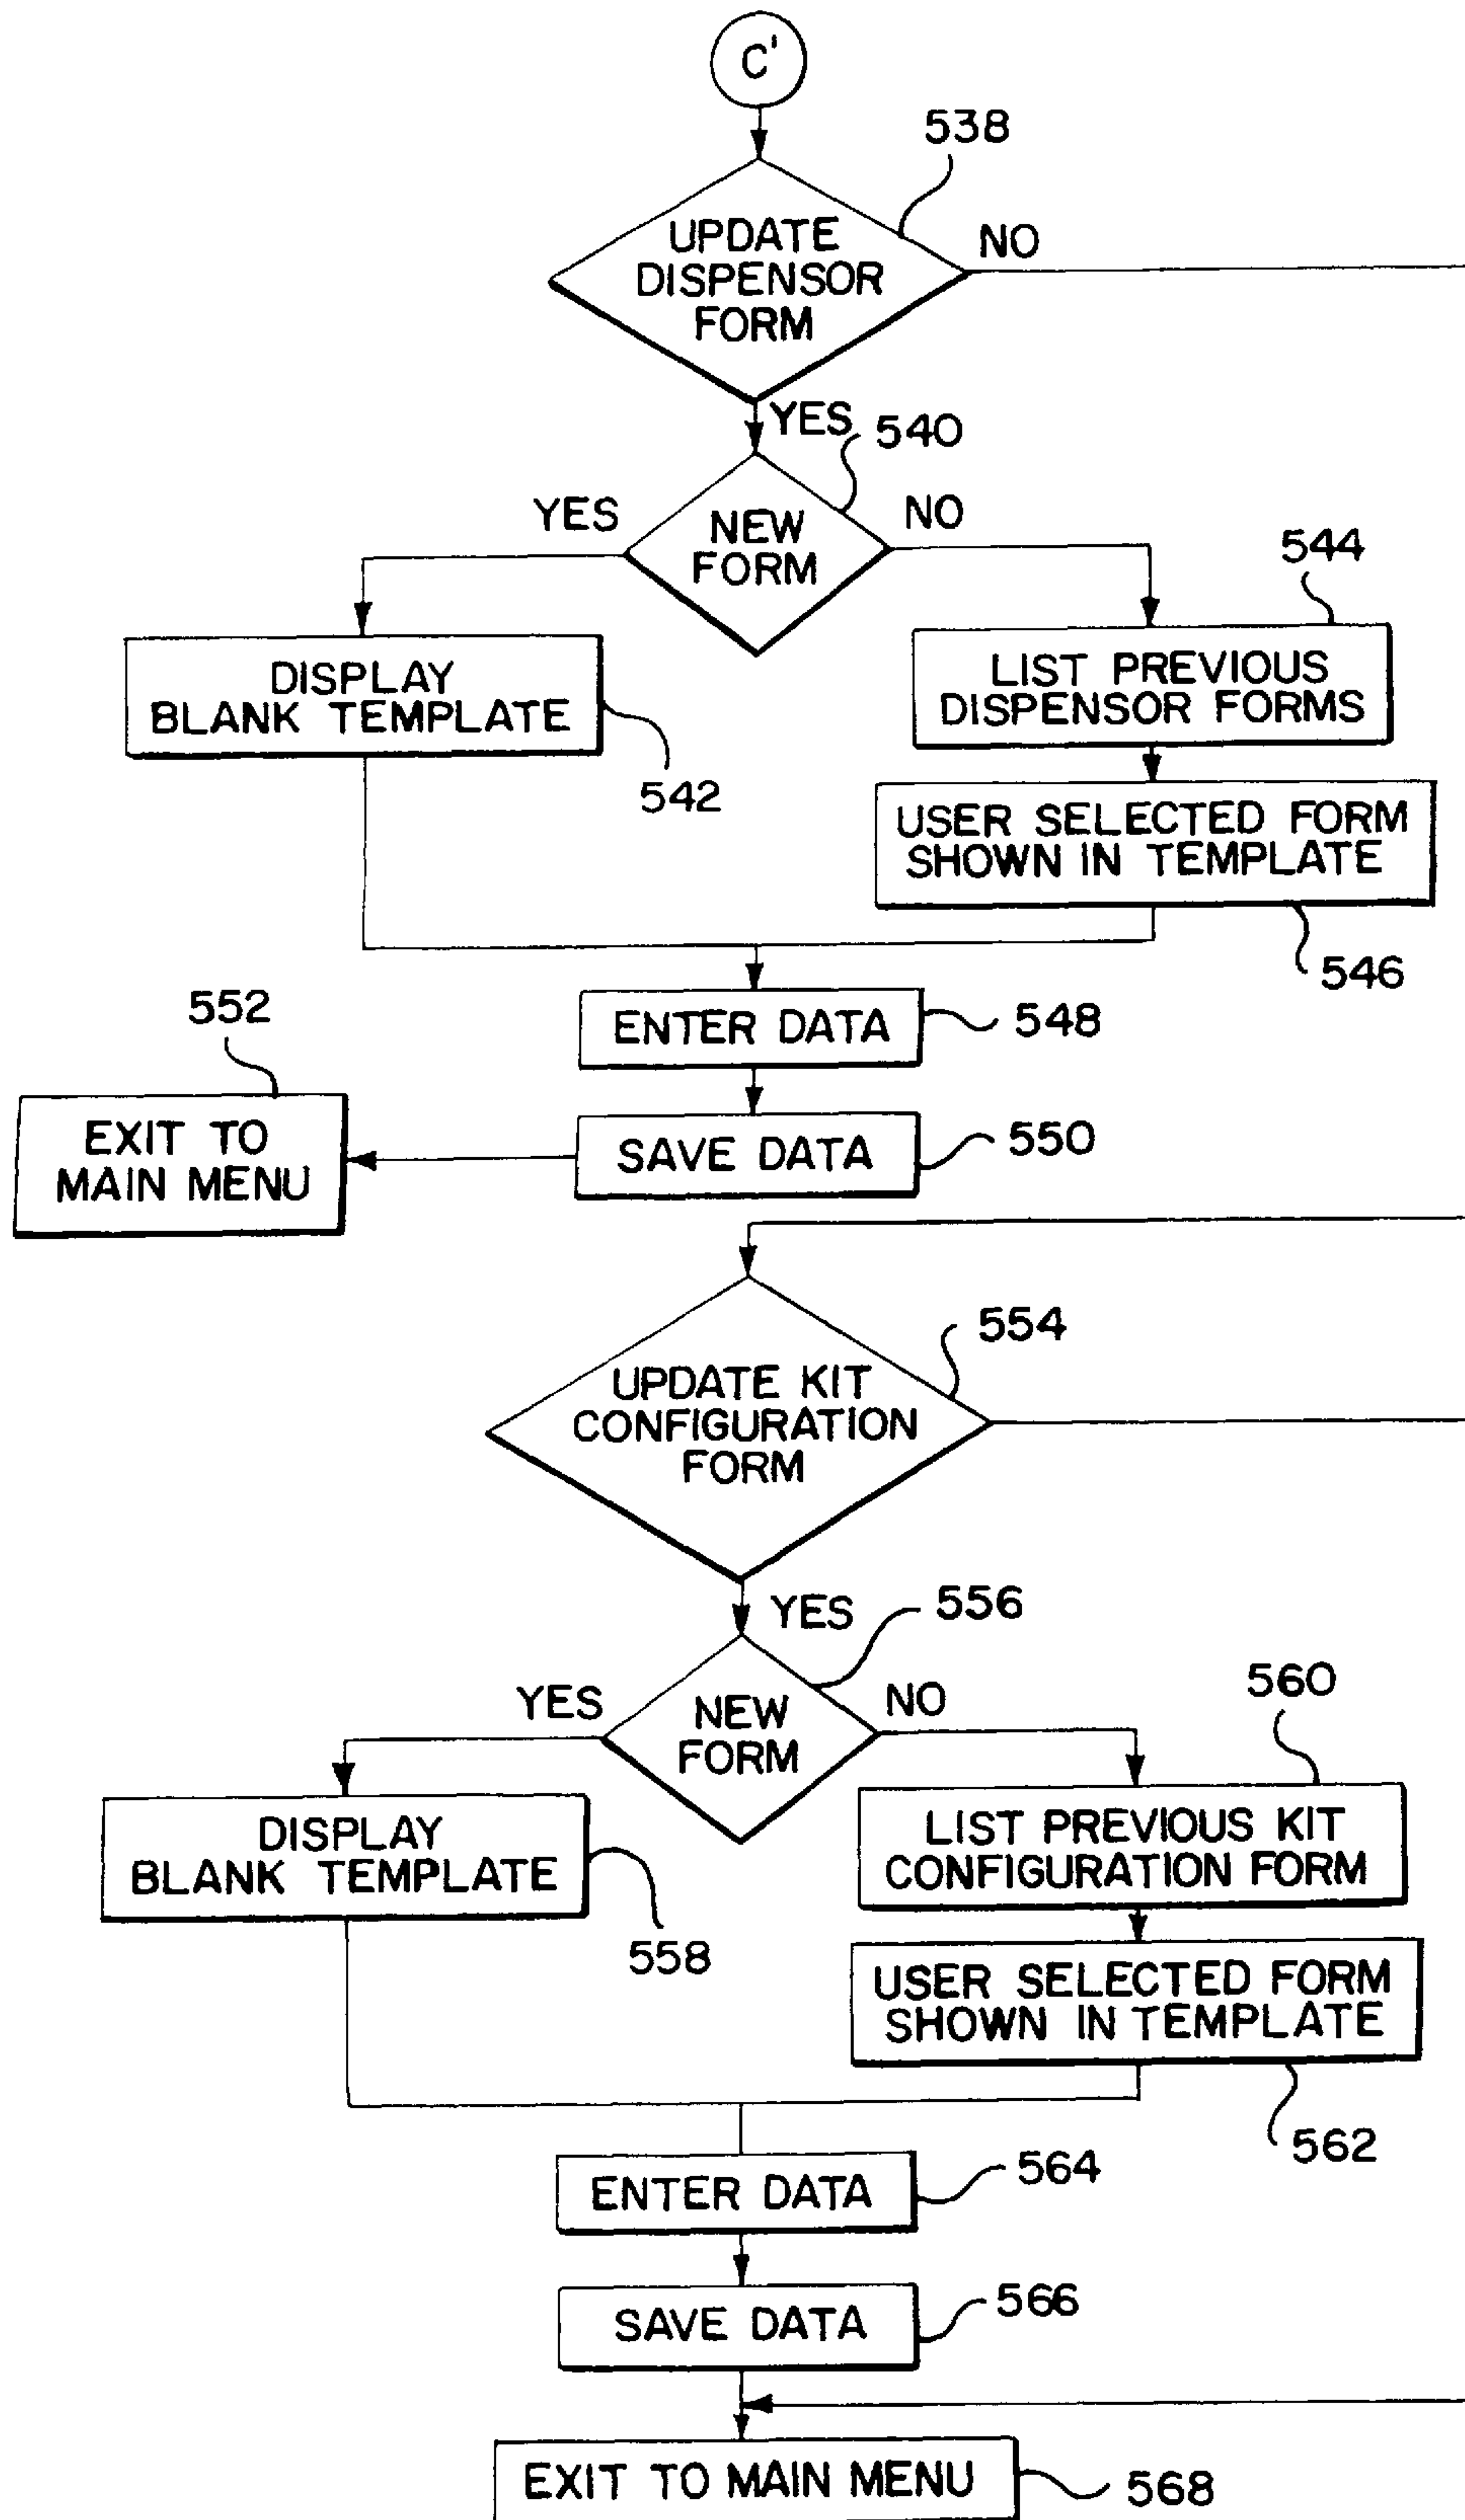 C'
538
UPDATE
DISPENSOR
FORM
NO
YES
540
YES
NEW
FORM
NO
544
DISPLAY
BLANK TEMPLATE
542
LIST PREVIOUS
DISPENSOR FORMS
USER SELECTED FORM
SHOWN IN TEMPLATE
546
552
ENTER DATA
548
EXIT TO
MAIN MENU
SAVE DATA
550
554
UPDATE KIT
CONFIGURATION
FORM
YES
556
YES
NEW
FORM
NO
560
DISPLAY
BLANK TEMPLATE
558
LIST PREVIOUS KIT
CONFIGURATION FORM
USER SELECTED FORM
SHOWN IN TEMPLATE
562
ENTER DATA
564
SAVE DATA
566
EXIT TO MAIN MENU
568